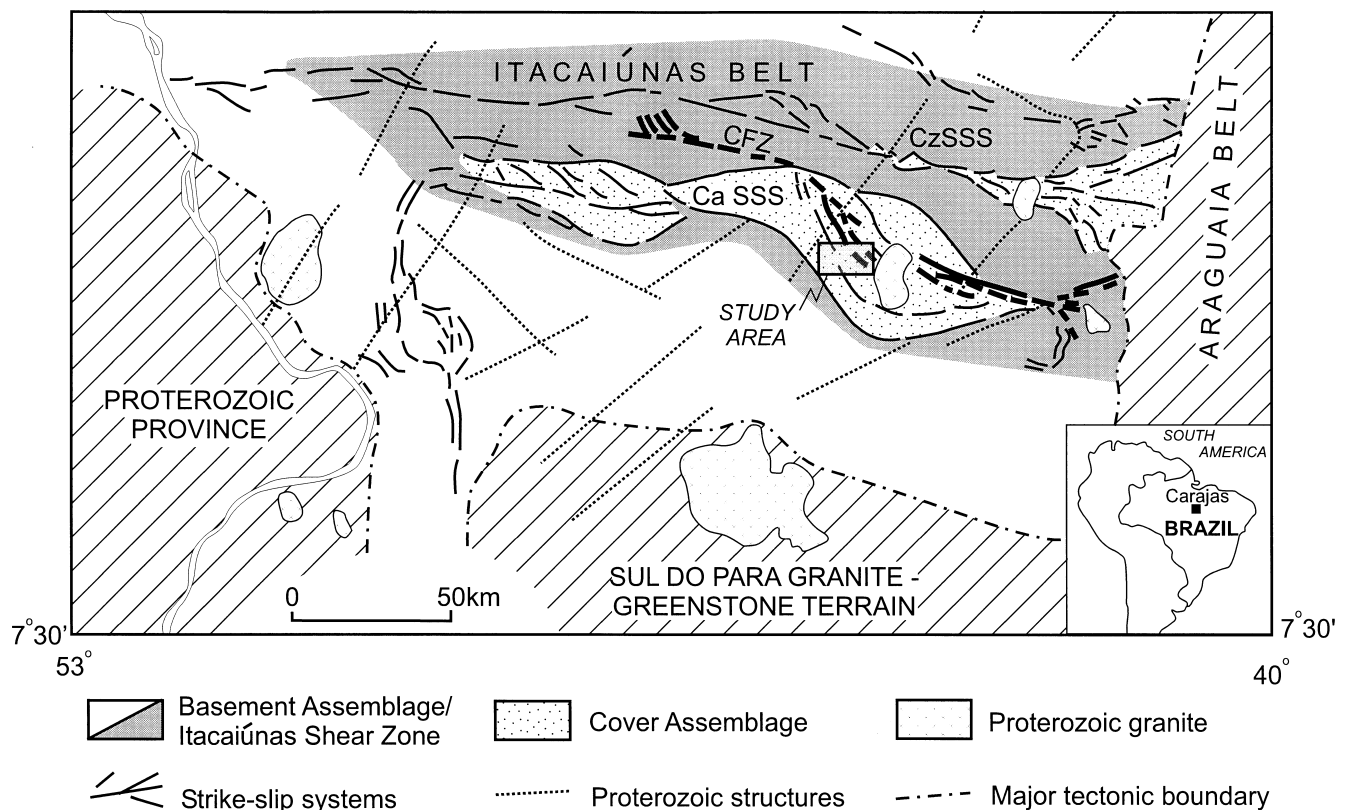 ITACAIÚNAS BELT
CFZ
CzSSS
Ca SSS
ARAGUAIA BELT
STUDY
AREA
PROTEROZOIC
PROVINCE
SOUTH
AMERICA
Carajas
BRAZIL
0 50km
SUL DO PARA GRANITE -
GREENSTONE TERRAIN
7°30' 7°30'
53° 40°
Basement Assemblage/
Itacaiúnas Shear Zone
Cover Assemblage
Proterozoic granite
Strike-slip systems
Proterozoic structures
Major tectonic boundary